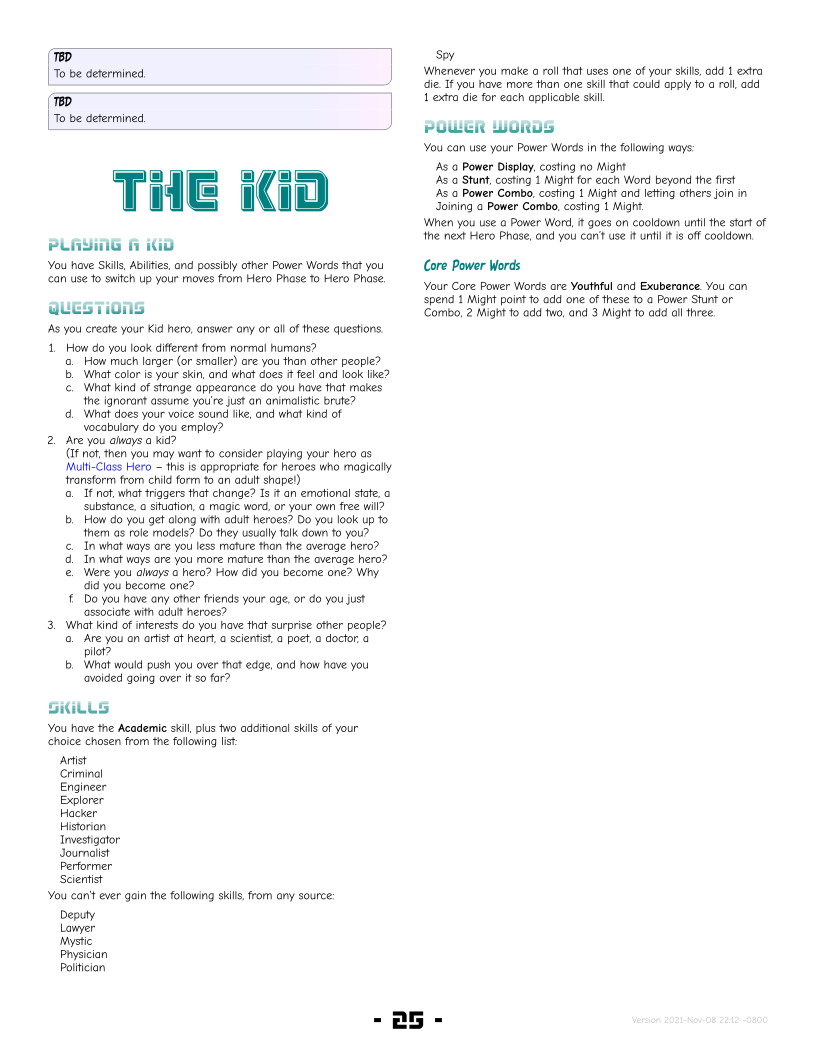 TBD
To be determined.
TBD
To be determined.
THE KID
PLAYING A KID
You have Skills, Abilities, and possibly other Power Words that you
can use to switch up your moves from Hero Phase to Hero Phase.
QUESTIONS
As you create your Kid hero, answer any or all of these questions.
1. How do you look different from normal humans?
a. How much larger (or smaller) are you than other people?
b. What color is your skin, and what does it feel and look like?
c. What kind of strange appearance do you have that makes
the ignorant assume you're just an animalistic brute?
d. What does your voice sound like, and what kind of
vocabulary do you employ?
2. Are you always a kid?
(If not, then you may want to consider playing your hero as
Multi-Class Hero – this is appropriate for heroes who magically
transform from child form to an adult shape!)
a. If not, what triggers that change? Is it an emotional state, a
substance, a situation, a magic word, or your own free will?
b. How do you get along with adult heroes? Do you look up to
them as role models? Do they usually talk down to you?
c. In what ways are you less mature than the average hero?
d. In what ways are you more mature than the average hero?
e. Were you always a hero? How did you become one? Why
did you become one?
f. Do you have any other friends your age, or do you just
associate with adult heroes?
3. What kind of interests do you have that surprise other people?
a. Are you an artist at heart, a scientist, a poet, a doctor, a
pilot?
b. What would push you over that edge, and how have you
avoided going over it so far?
SKILLS
You have the Academic skill, plus two additional skills of your
choice chosen from the following list:
Artist
Criminal
Engineer
Explorer
Hacker
Historian
Investigator
Journalist
Performer
Scientist
You can't ever gain the following skills, from any source:
Deputy
Lawyer
Mystic
Physician
Politician
Spy
Whenever you make a roll that uses one of your skills, add 1 extra
die. If you have more than one skill that could apply to a roll, add
1 extra die for each applicable skill.
POWER WORDS
You can use your Power Words in the following ways:
As a Power Display, costing no Might
As a Stunt, costing 1 Might for each Word beyond the first
As a Power Combo, costing 1 Might and letting others join in
Joining a Power Combo, costing 1 Might.
When you use a Power Word, it goes on cooldown until the start of
the next Hero Phase, and you can't use it until it is off cooldown.
Core Power Words
Your Core Power Words are Youthful and Exuberance. You can
spend 1 Might point to add one of these to a Power Stunt or
Combo, 2 Might to add two, and 3 Might to add all three.
- 25 -
Version 2021-Nov-08 22:12 -0800